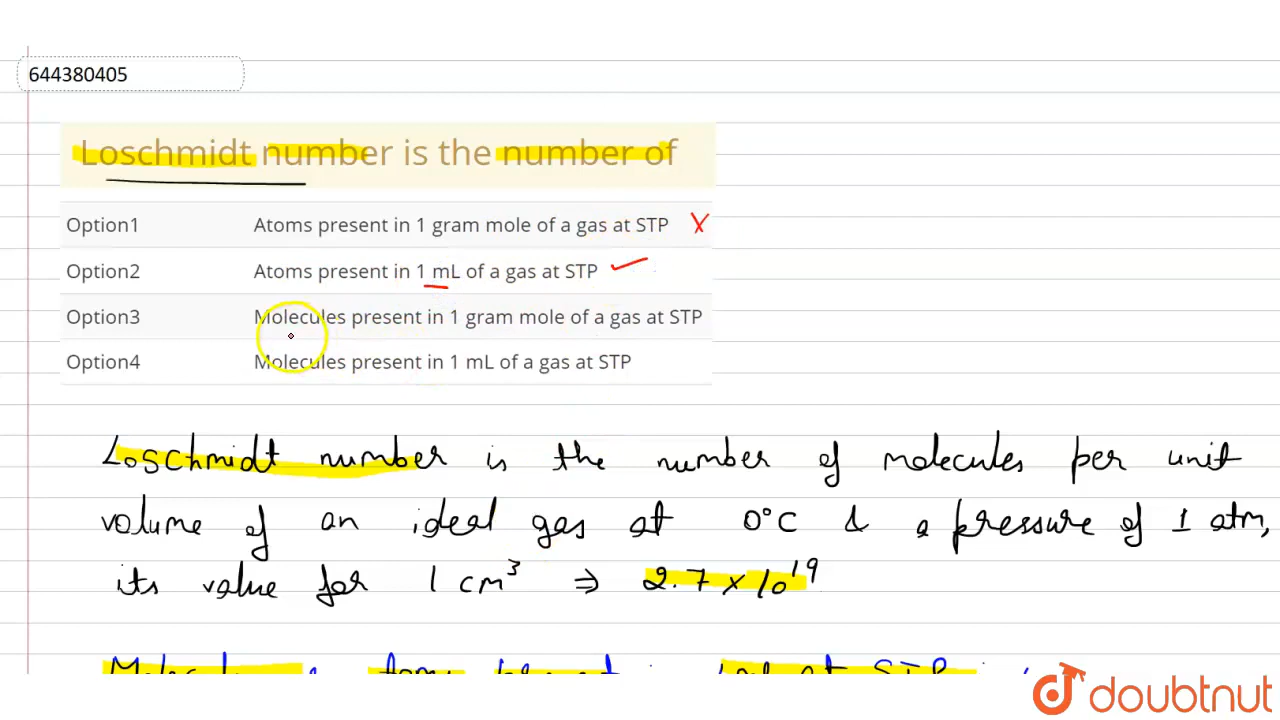 644380405
Loschmidt number is the number of
Option1 Atoms present in 1 gram mole of a gas at STP X
Option2 Atoms present in 1 mL of a gas at STP ✓
Option3 Molecules present in 1 gram mole of a gas at STP
Option4 Molecules present in 1 mL of a gas at STP
Loschmidt number is the number of molecules per unit
volume of an ideal gas at 0°C & a pressure of 1 atm,
its value for 1 cm³ ⇒ 2.7 x 10¹⁹
at STP
doubtnut